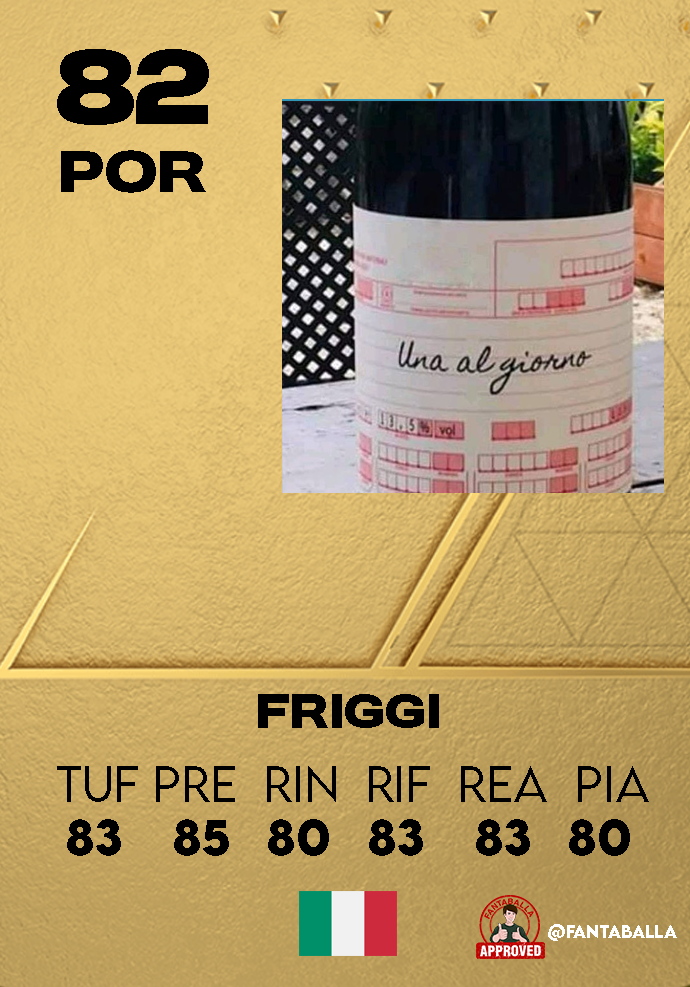 82
POR
Una al giorno
13,5% vol
FRIGGI
TUF PRE RIN RIF REA PIA
83 85 80 83 83 80
FANTABALLA
APPROVED
@FANTABALLA